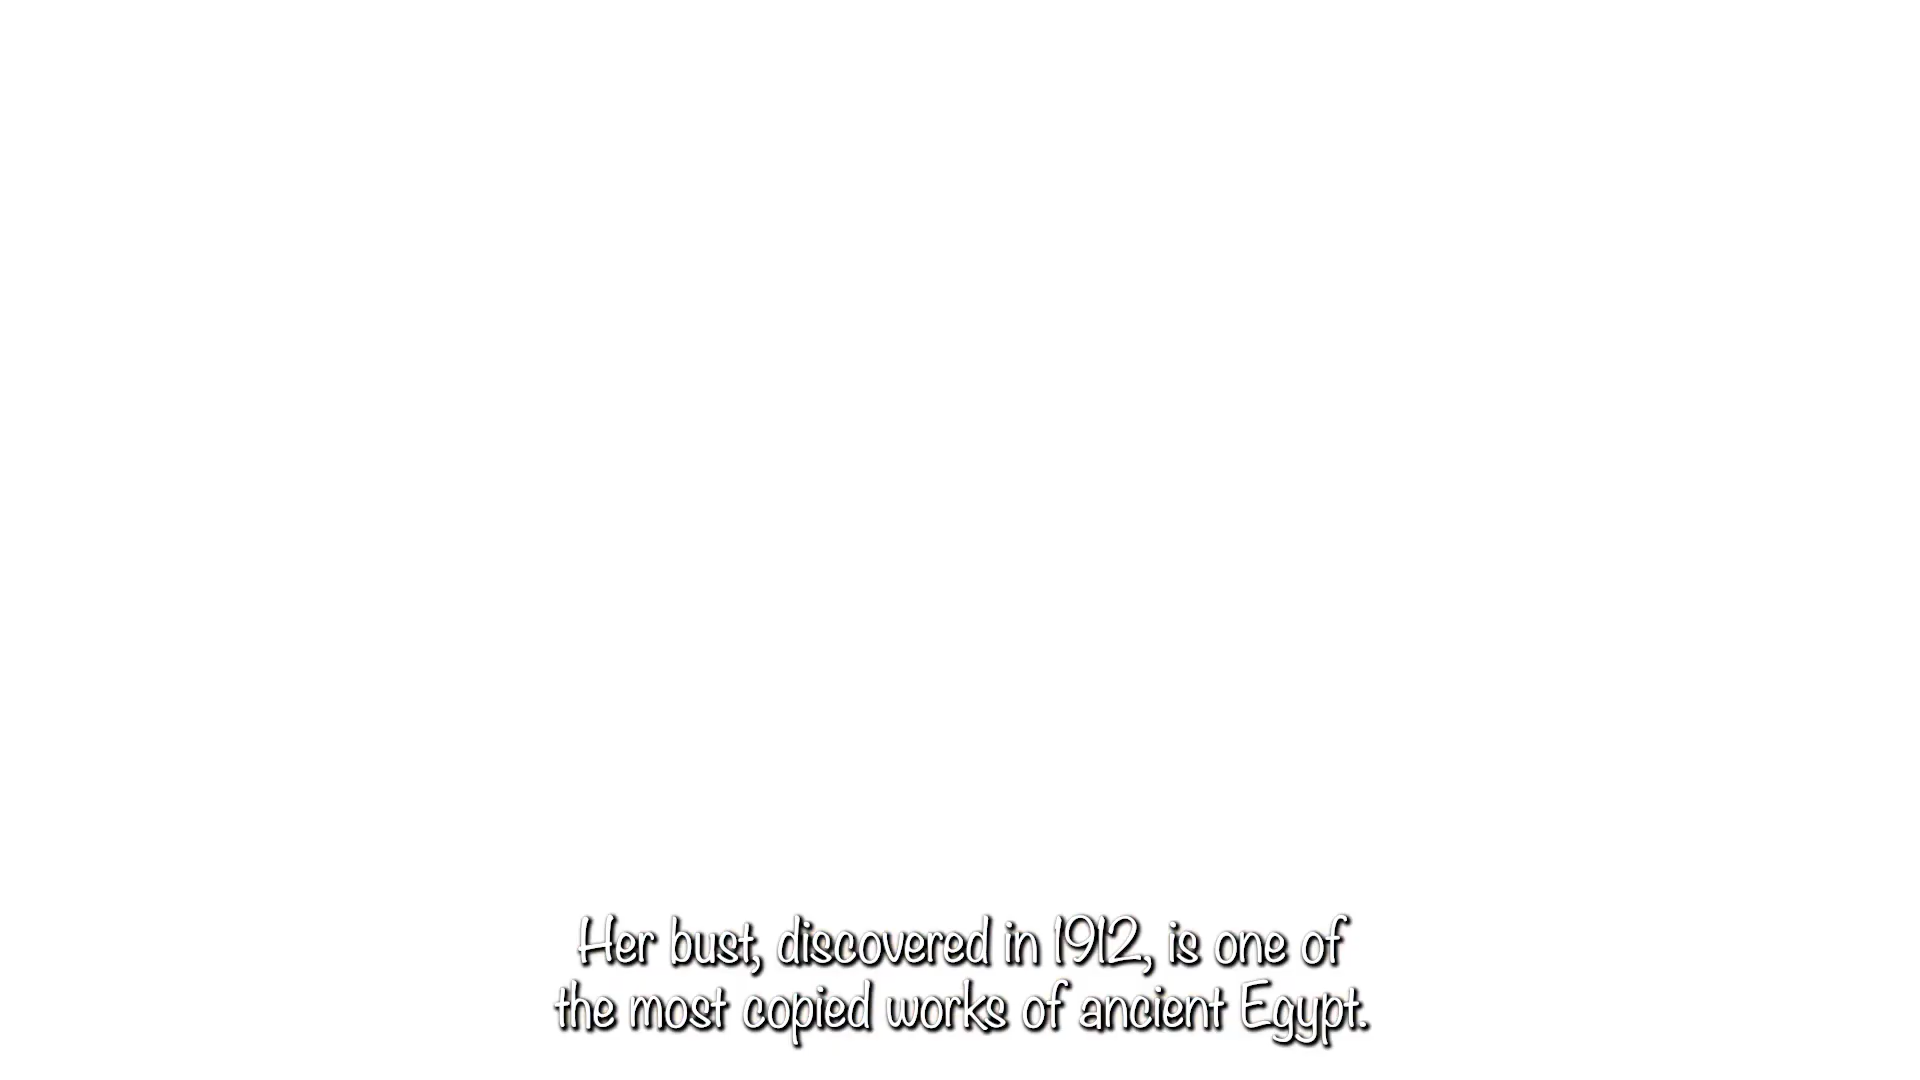 Her bust, discovered in 1912, is one of
the most copied works of ancient Egypt.